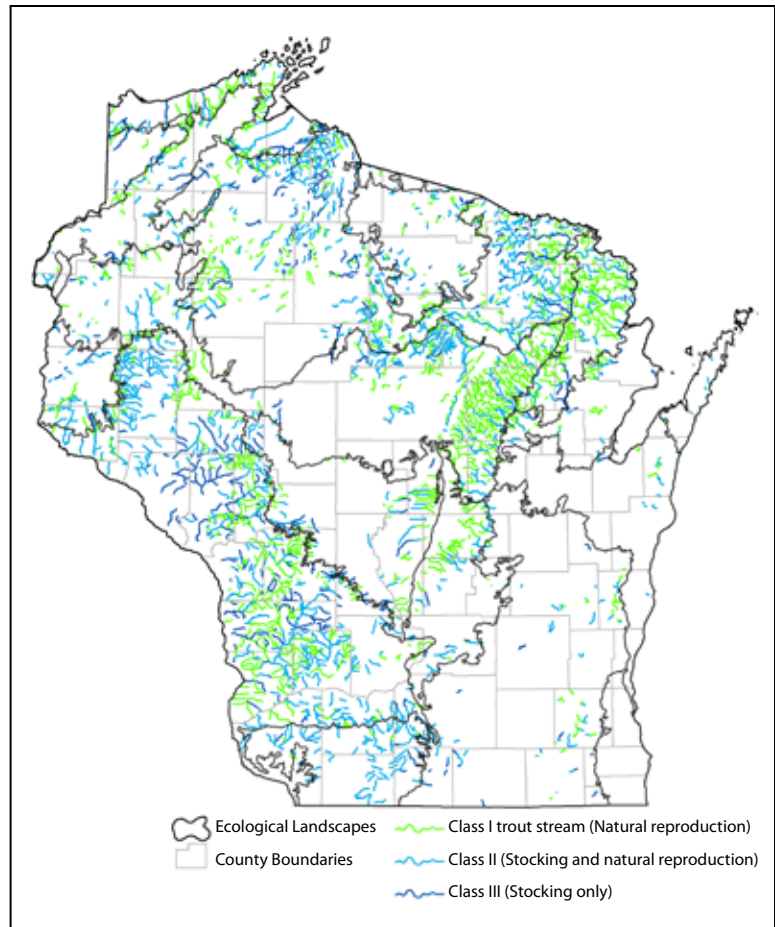 Ecological Landscapes
County Boundaries
Class I trout stream (Natural reproduction)
Class II (Stocking and natural reproduction)
Class III (Stocking only)